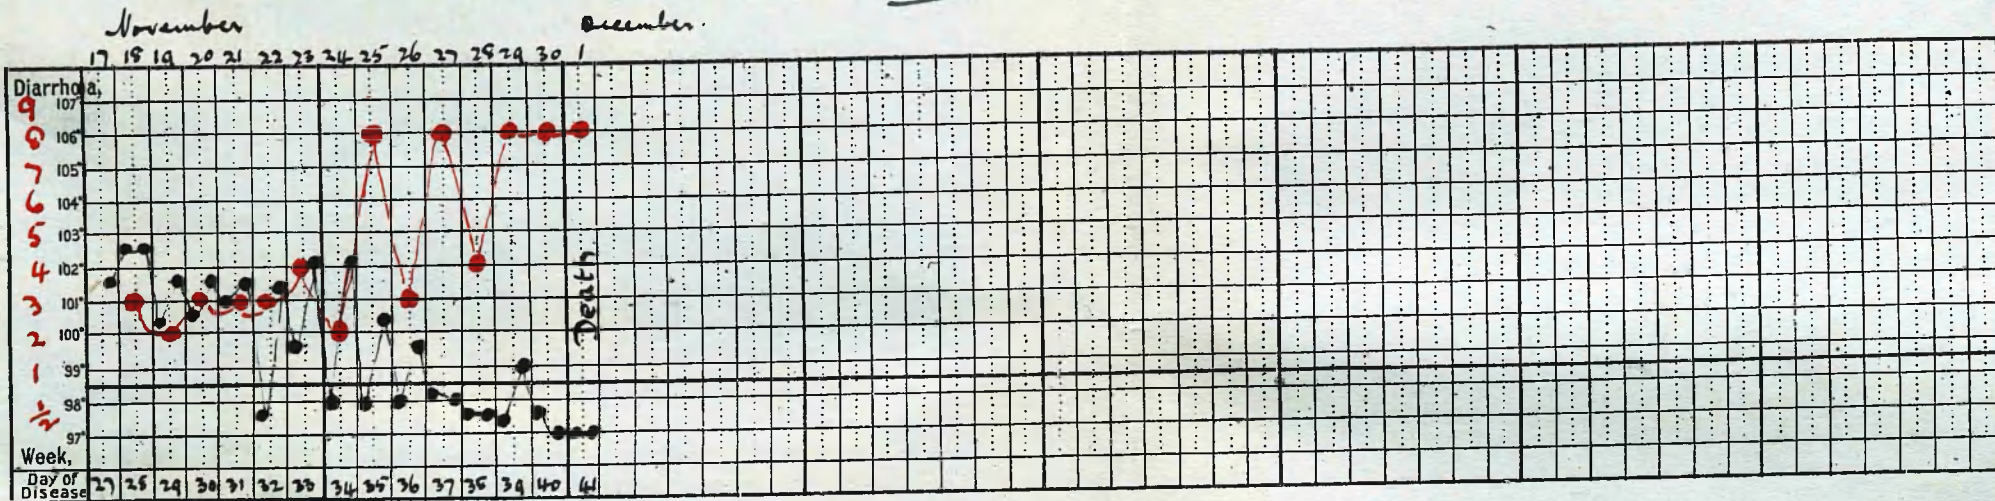 November December.
17 18 19 20 21 22 23 24 25 26 27 28 29 30 1
Diarrhoea,
9 107°
8 106°
7 105°
6 104°
5 103°
4 102°
3 101°
2 100°
1 99°
½ 98°
97°
Death
Week,
Day of Disease 27 28 29 30 31 32 33 34 35 36 37 38 39 40 41